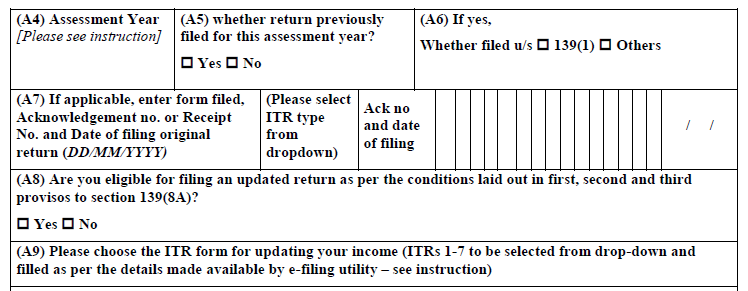 (A4) Assessment Year
[Please see instruction]
(A5) whether return previously
filed for this assessment year?
☐ Yes ☐ No
(A6) If yes,
Whether filed u/s ☐ 139(1) ☐ Others
(A7) If applicable, enter form filed,
Acknowledgement no. or Receipt
No. and Date of filing original
return (DD/MM/YYYY)
(Please select
ITR type
from
dropdown)
Ack no
and date
of filing
/ /
(A8) Are you eligible for filing an updated return as per the conditions laid out in first, second and third
provisos to section 139(8A)?
☐ Yes ☐ No
(A9) Please choose the ITR form for updating your income (ITRs 1-7 to be selected from drop-down and
filled as per the details made available by e-filing utility – see instruction)